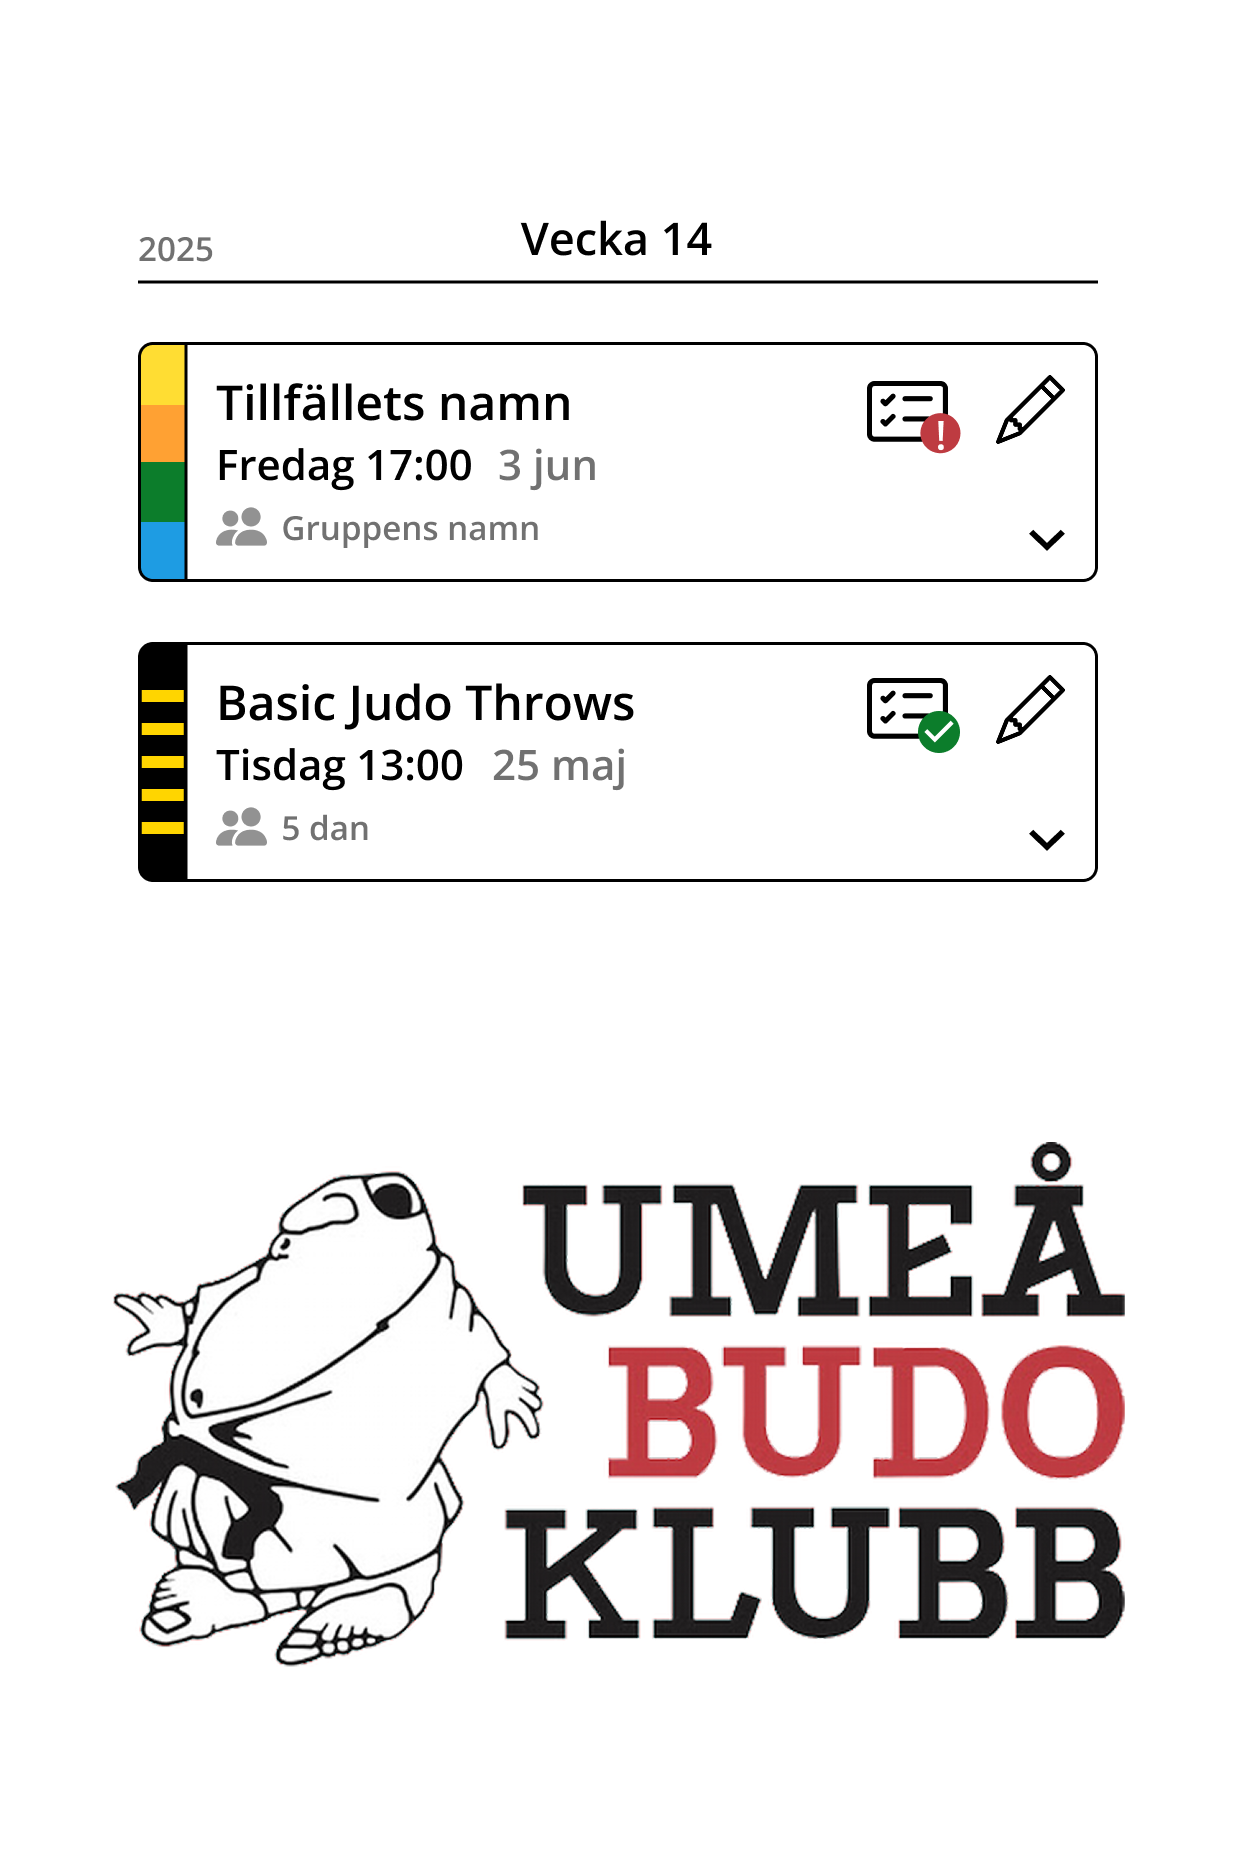 2025
Vecka 14
Tillfällets namn
Fredag 17:00 3 jun
Gruppens namn
Basic Judo Throws
Tisdag 13:00 25 maj
5 dan
UMEÅ
BUDO
KLUBB